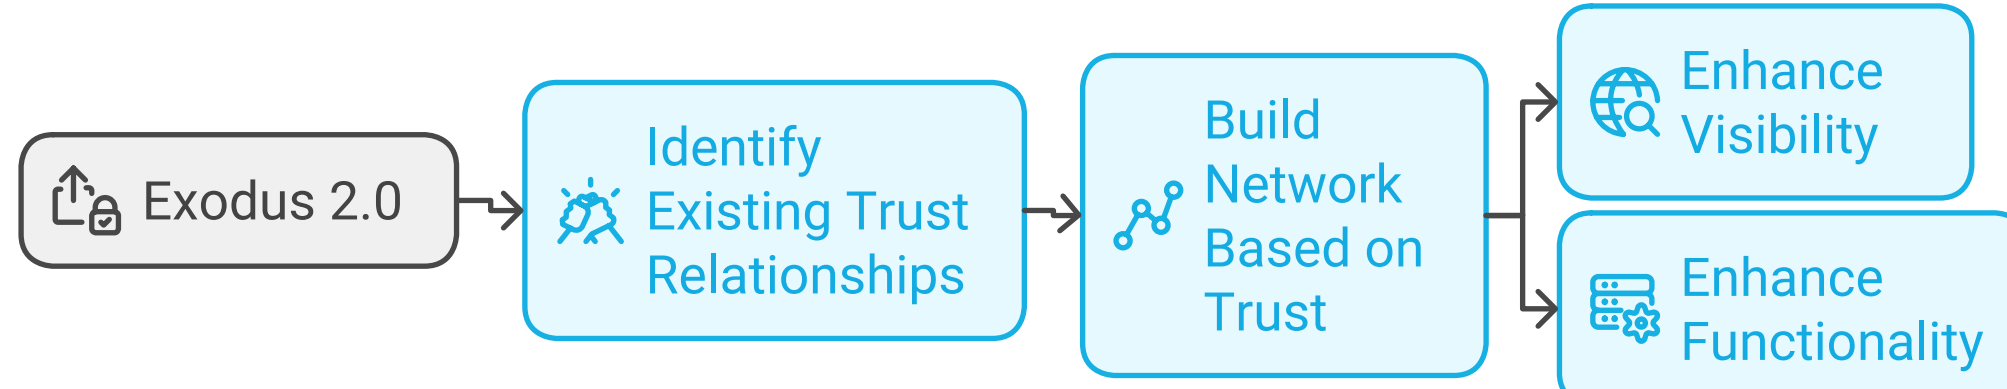 Exodus 2.0
Identify
Existing Trust
Relationships
Build
Network
Based on
Trust
Enhance
Visibility
Enhance
Functionality